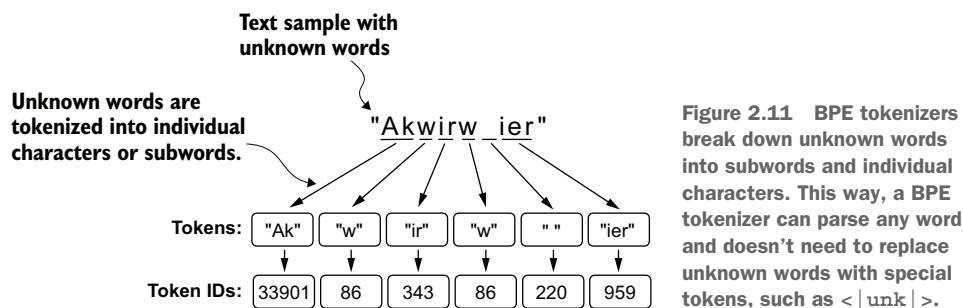 Text sample with
unknown words
Unknown words are
tokenized into individual
characters or subwords.
"Akwirw ier"
Tokens: "Ak" "w" "ir" "w" " " "ier"
Token IDs: 33901 86 343 86 220 959
Figure 2.11 BPE tokenizers
break down unknown words
into subwords and individual
characters. This way, a BPE
tokenizer can parse any word
and doesn't need to replace
unknown words with special
tokens, such as <|unk|>.